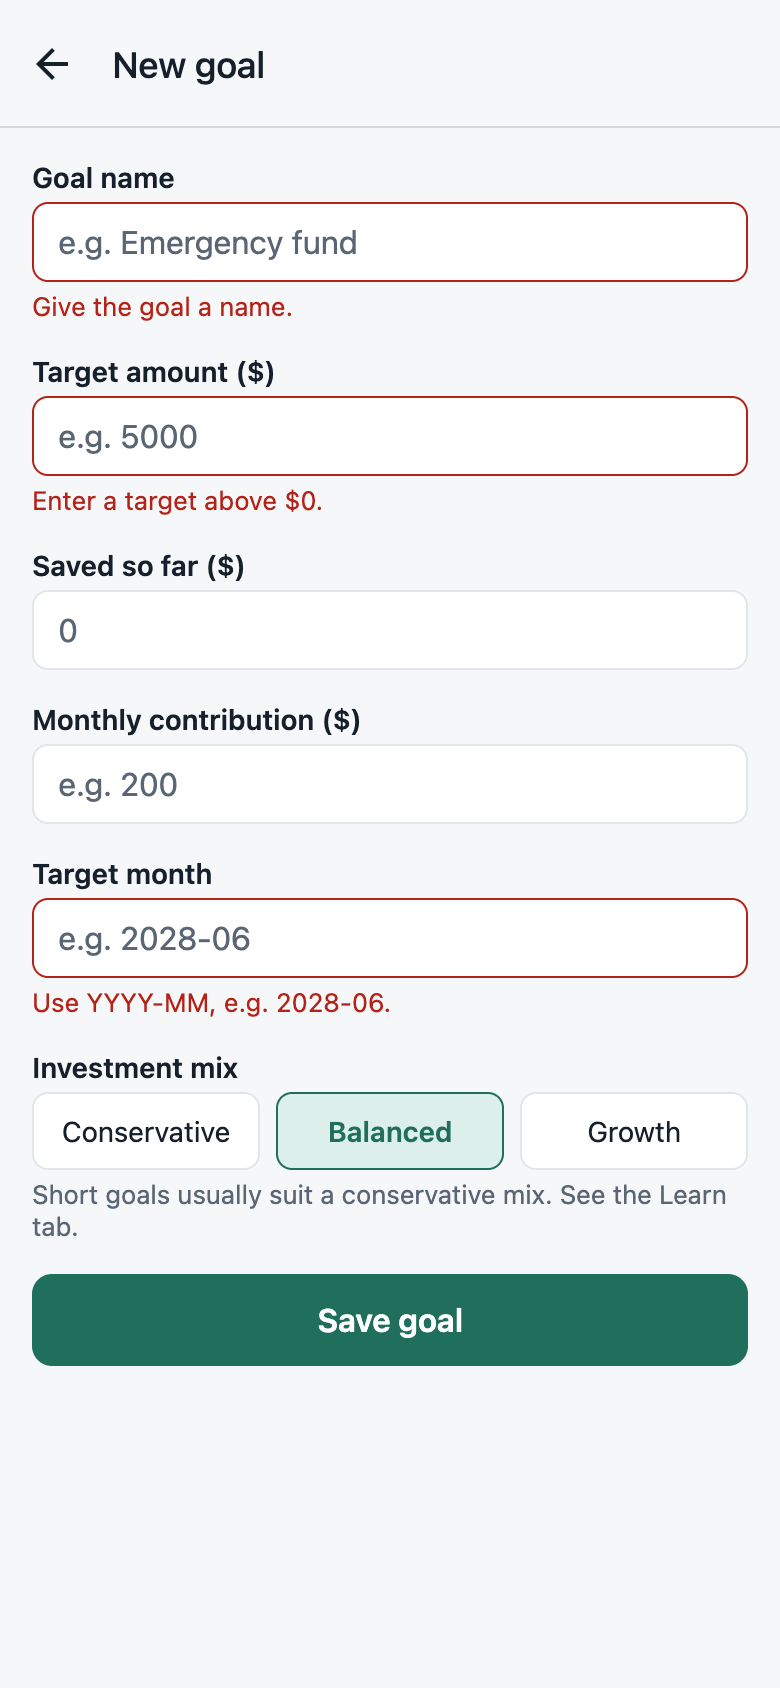 New goal
Goal name
e.g. Emergency fund
Give the goal a name.
Target amount ($)
e.g. 5000
Enter a target above $0.
Saved so far ($)
0
Monthly contribution ($)
e.g. 200
Target month
e.g. 2028-06
Use YYYY-MM, e.g. 2028-06.
Investment mix
Conservative
Balanced
Growth
Short goals usually suit a conservative mix. See the Learn
tab.
Save goal